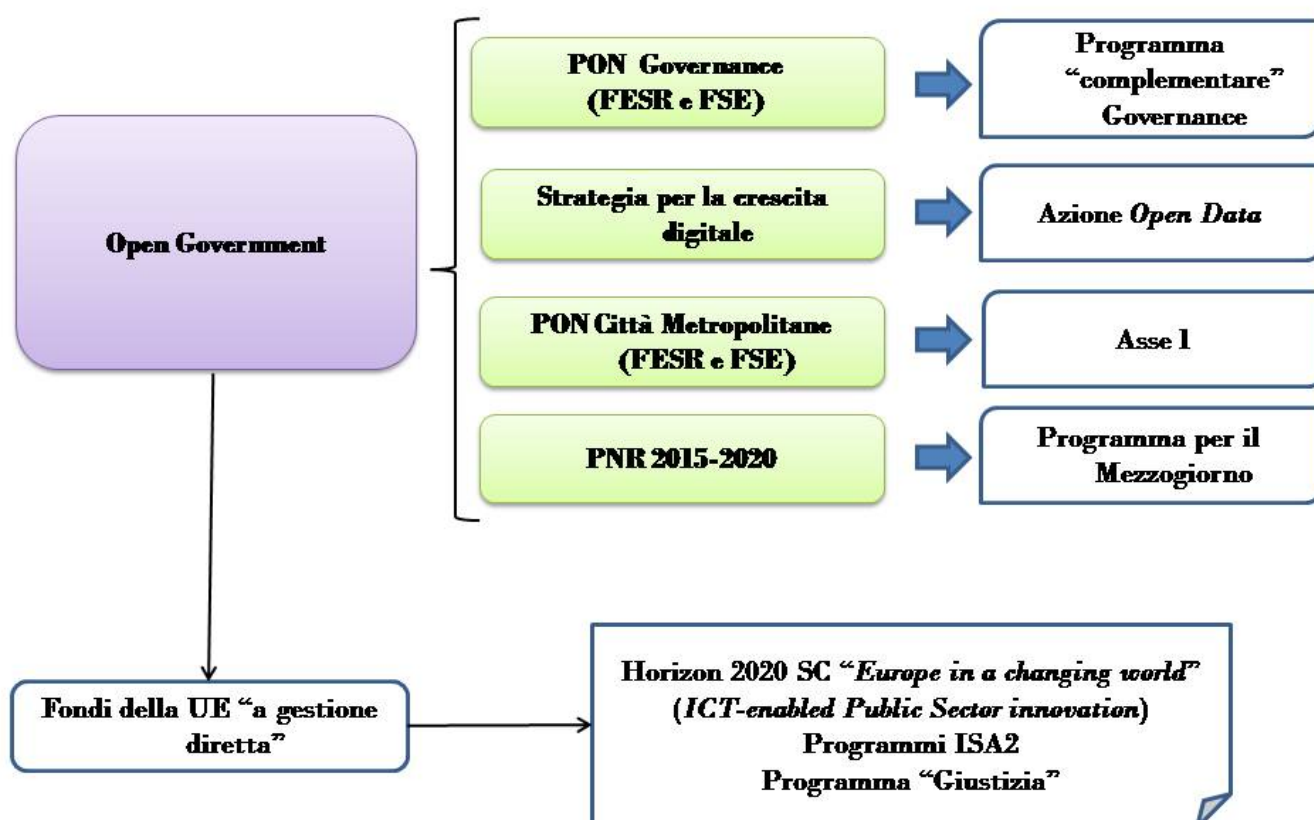 PON Governance
(FESR e FSE)
Programma
“complementare”
Governance
Open Government
Strategia per la crescita
digitale
Azione Open Data
PON Città Metropolitane
(FESR e FSE)
Asse 1
PNR 2015-2020
Programma per il
Mezzogiorno
Fondi della UE “a gestione
diretta”
Horizon 2020 SC “Europe in a changing world”
(ICT-enabled Public Sector innovation)
Programmi ISA2
Programma “Giustizia”